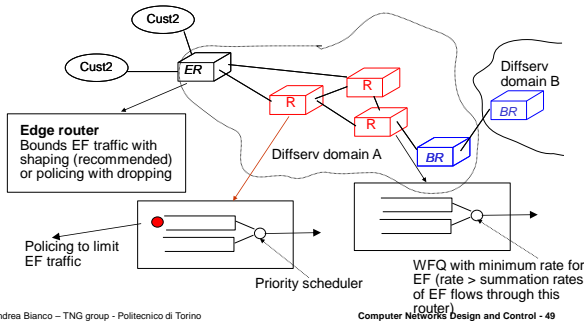 Cust2
Cust2
ER
R
R
R
Diffserv
domain B
BR
BR
Edge router
Bounds EF traffic with
shaping (recommended)
or policing with dropping
Diffserv domain A
Policing to limit
EF traffic
Priority scheduler
WFQ with minimum rate for
EF (rate > summation rates
of EF flows through this
router)
ndrea Bianco – TNG group - Politecnico di Torino
Computer Networks Design and Control - 49